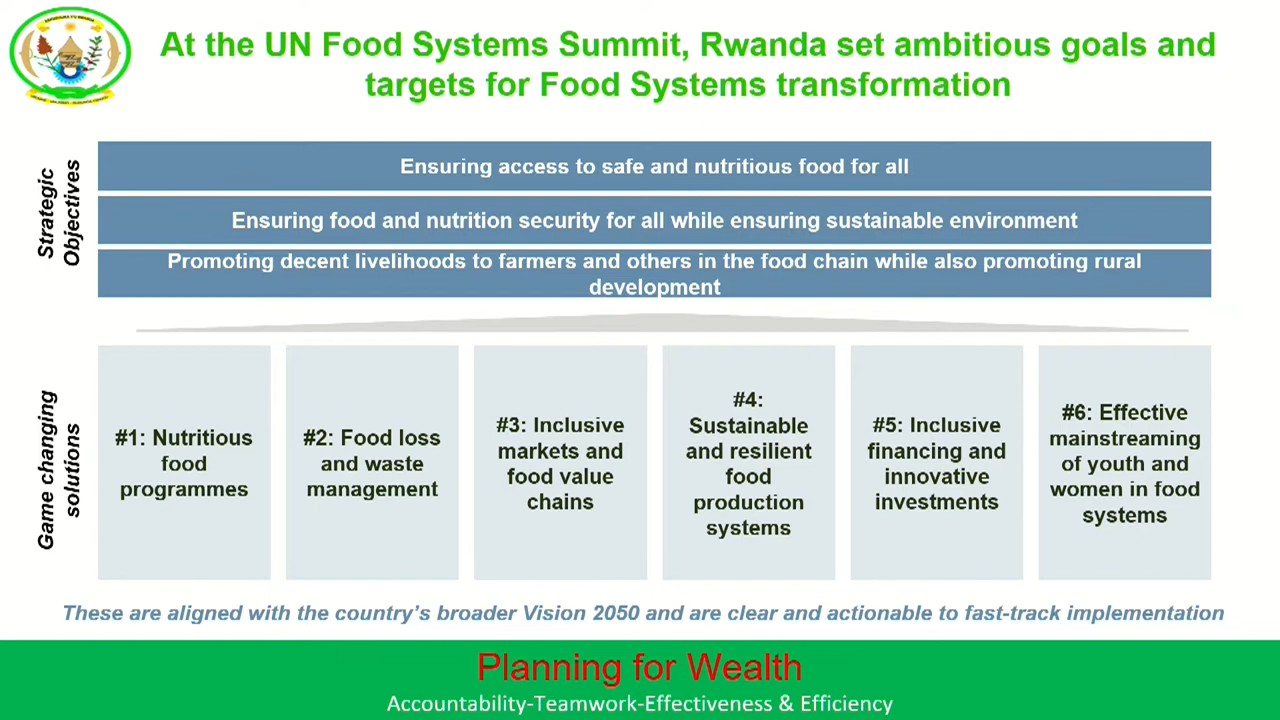 At the UN Food Systems Summit, Rwanda set ambitious goals and
targets for Food Systems transformation
Strategic
Objectives
Ensuring access to safe and nutritious food for all
Ensuring food and nutrition security for all while ensuring sustainable environment
Promoting decent livelihoods to farmers and others in the food chain while also promoting rural
development
Game changing
solutions
#1: Nutritious
food
programmes
#2: Food loss
and waste
management
#3: Inclusive
markets and
food value
chains
#4:
Sustainable
and resilient
food
production
systems
#5: Inclusive
financing and
innovative
investments
#6: Effective
mainstreaming
of youth and
women in food
systems
These are aligned with the country’s broader Vision 2050 and are clear and actionable to fast-track implementation
Planning for Wealth
Accountability-Teamwork-Effectiveness & Efficiency